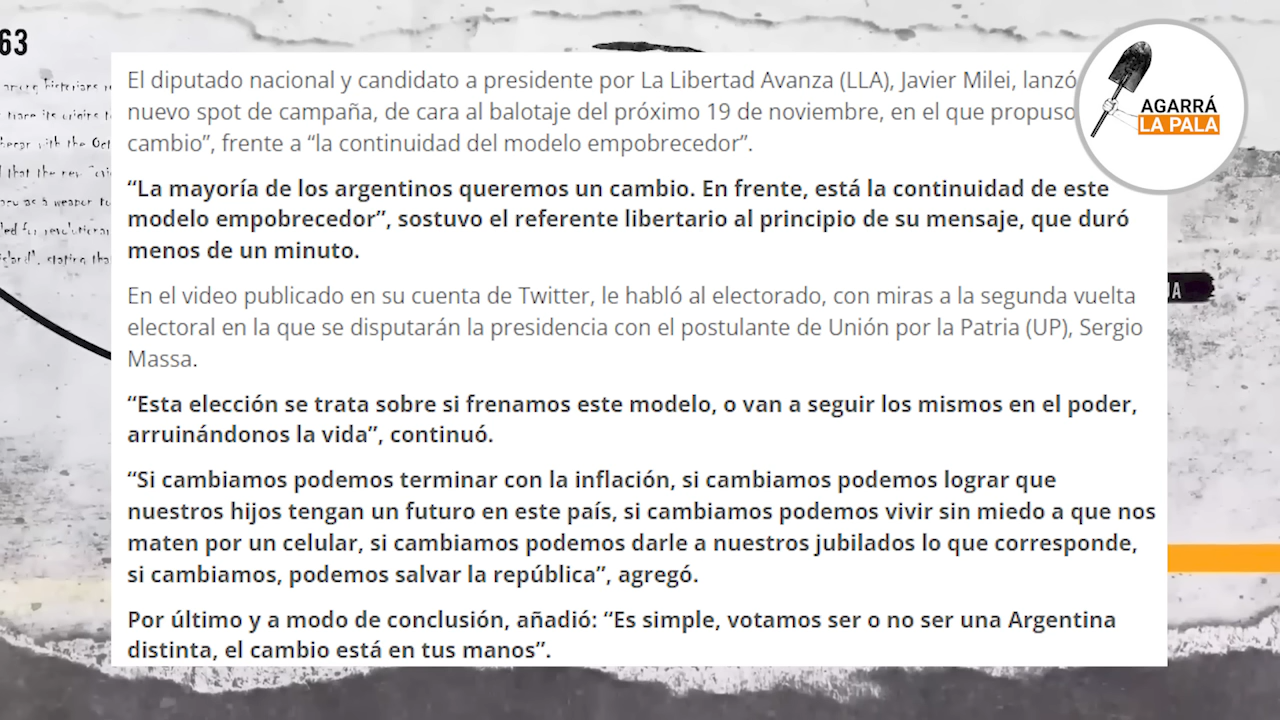 63
El diputado nacional y candidato a presidente por La Libertad Avanza (LLA), Javier Milei, lanzó
nuevo spot de campaña, de cara al balotaje del próximo 19 de noviembre, en el que propuso
cambio”, frente a “la continuidad del modelo empobrecedor”.
“La mayoría de los argentinos queremos un cambio. En frente, está la continuidad de este
modelo empobrecedor”, sostuvo el referente libertario al principio de su mensaje, que duró
menos de un minuto.
En el video publicado en su cuenta de Twitter, le habló al electorado, con miras a la segunda vuelta
electoral en la que se disputarán la presidencia con el postulante de Unión por la Patria (UP), Sergio
Massa.
“Esta elección se trata sobre si frenamos este modelo, o van a seguir los mismos en el poder,
arruinándonos la vida”, continuó.
“Si cambiamos podemos terminar con la inflación, si cambiamos podemos lograr que
nuestros hijos tengan un futuro en este país, si cambiamos podemos vivir sin miedo a que nos
maten por un celular, si cambiamos podemos darle a nuestros jubilados lo que corresponde,
si cambiamos, podemos salvar la república”, agregó.
Por último y a modo de conclusión, añadió: “Es simple, votamos ser o no ser una Argentina
distinta, el cambio está en tus manos”.
AGARRÁ
LA PALA